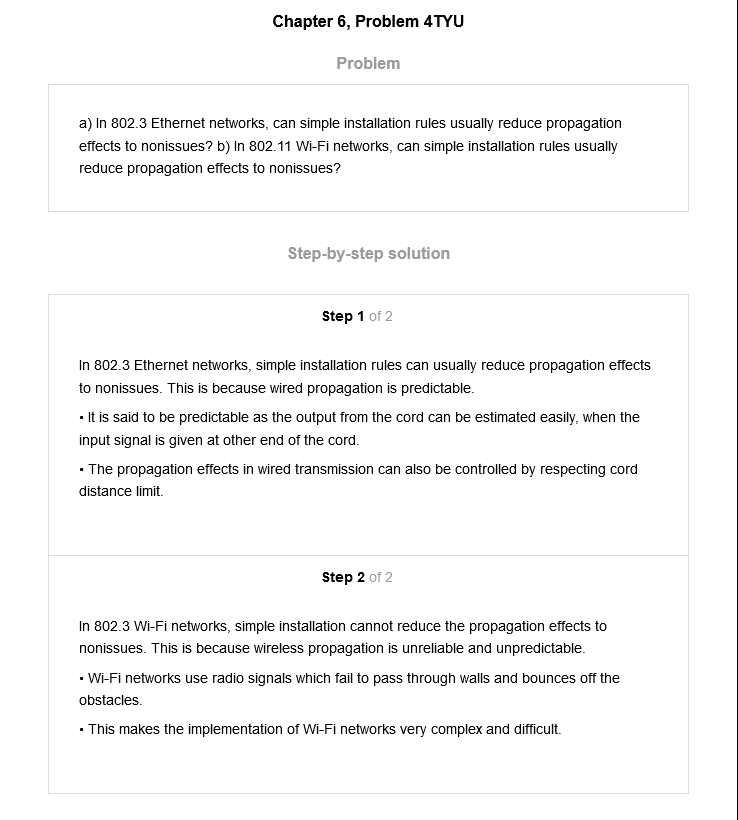 Chapter 6, Problem 4TYU
Problem
a) In 802.3 Ethernet networks, can simple installation rules usually reduce propagation
effects to nonissues? b) In 802.11 Wi-Fi networks, can simple installation rules usually
reduce propagation effects to nonissues?
Step-by-step solution
Step 1 of 2
In 802.3 Ethernet networks, simple installation rules can usually reduce propagation effects
to nonissues. This is because wired propagation is predictable.
• It is said to be predictable as the output from the cord can be estimated easily, when the
input signal is given at other end of the cord.
• The propagation effects in wired transmission can also be controlled by respecting cord
distance limit.
Step 2 of 2
In 802.3 Wi-Fi networks, simple installation cannot reduce the propagation effects to
nonissues. This is because wireless propagation is unreliable and unpredictable.
• Wi-Fi networks use radio signals which fail to pass through walls and bounces off the
obstacles.
• This makes the implementation of Wi-Fi networks very complex and difficult.